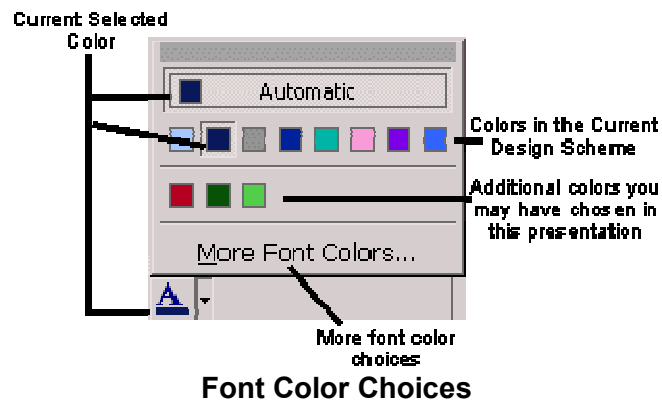 Current Selected
Color
Automatic
Colors in the Current
Design Scheme
Additional colors you
may have chosen in
this presentation
More Font Colors...
A
More font color
choices
Font Color Choices